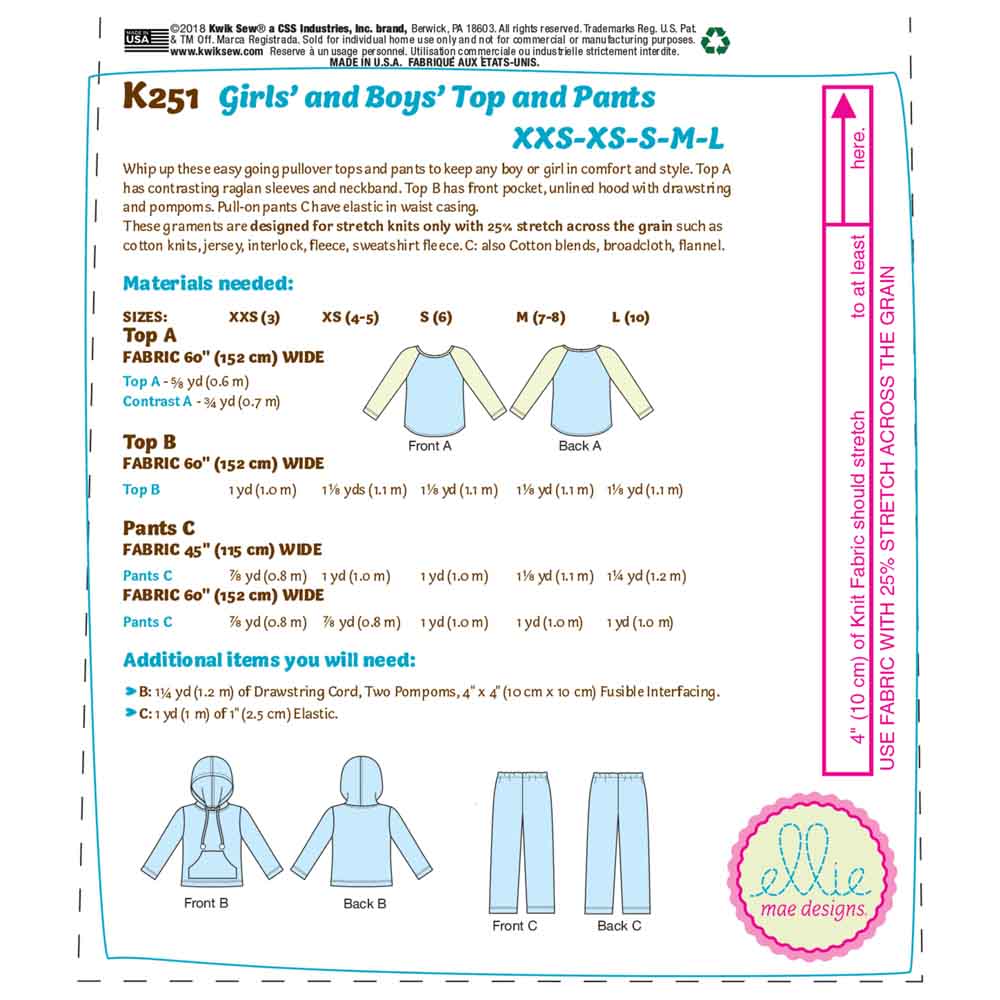 MADE IN USA
©2018 Kwik Sew® a CSS Industries, Inc. brand, Berwick, PA 18603. All rights reserved. Trademarks Reg. U.S. Pat.
& TM Off. Marca Registrada. Sold for individual home use only and not for commercial or manufacturing purposes.
www.kwiksew.com Reserve à un usage personnel. Utilisation commerciale ou industrielle strictement interdite.
MADE IN U.S.A. FABRIQUÉ AUX ETATS-UNIS.
K251 Girls' and Boys' Top and Pants
XXS-XS-S-M-L
Whip up these easy going pullover tops and pants to keep any boy or girl in comfort and style. Top A
has contrasting raglan sleeves and neckband. Top B has front pocket, unlined hood with drawstring
and pompoms. Pull-on pants C have elastic in waist casing.
These graments are designed for stretch knits only with 25% stretch across the grain such as
cotton knits, jersey, interlock, fleece, sweatshirt fleece. C: also Cotton blends, broadcloth, flannel.
Materials needed:
SIZES: XXS (3) XS (4-5) S (6) M (7-8) L (10)
Top A
FABRIC 60" (152 cm) WIDE
Top A - ⅝ yd (0.6 m)
Contrast A - ¾ yd (0.7 m)
Front A Back A
Top B
FABRIC 60" (152 cm) WIDE
Top B 1 yd (1.0 m) 1⅛ yds (1.1 m) 1⅛ yd (1.1 m) 1⅛ yd (1.1 m) 1⅛ yd (1.1 m)
Pants C
FABRIC 45" (115 cm) WIDE
Pants C ⅞ yd (0.8 m) 1 yd (1.0 m) 1 yd (1.0 m) 1⅛ yd (1.1 m) 1¼ yd (1.2 m)
FABRIC 60" (152 cm) WIDE
Pants C ⅞ yd (0.8 m) ⅞ yd (0.8 m) 1 yd (1.0 m) 1 yd (1.0 m) 1 yd (1.0 m)
Additional items you will need:
B: 1¼ yd (1.2 m) of Drawstring Cord, Two Pompoms, 4" x 4" (10 cm x 10 cm) Fusible Interfacing.
C: 1 yd (1 m) of 1" (2.5 cm) Elastic.
Front B Back B
Front C Back C
4" (10 cm) of Knit Fabric should stretch to at least here.
USE FABRIC WITH 25% STRETCH ACROSS THE GRAIN
ellie
mae designs.